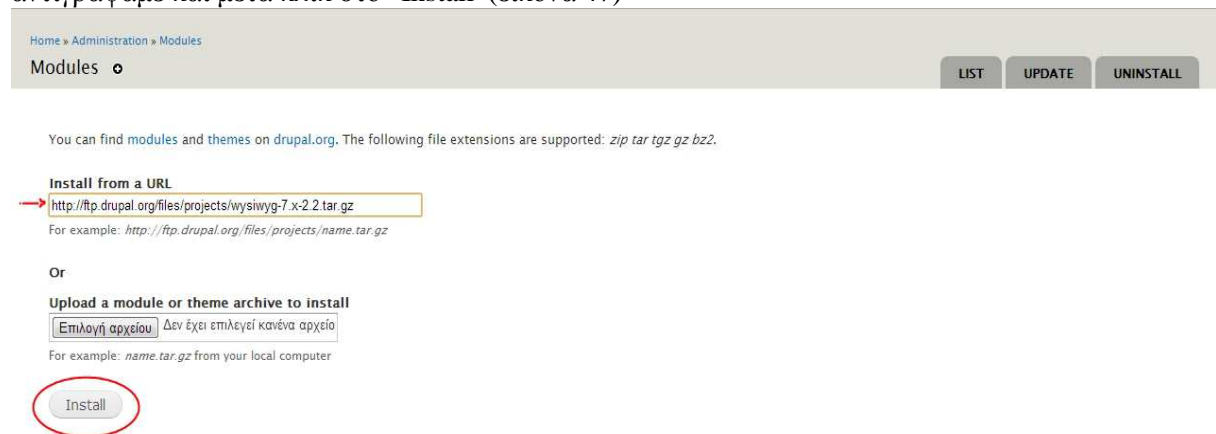 Home » Administration » Modules
Modules
LIST UPDATE UNINSTALL
You can find modules and themes on drupal.org. The following file extensions are supported: zip tar tgz gz bz2.
Install from a URL
http://ftp.drupal.org/files/projects/wysiwyg-7.x-2.2.tar.gz
For example: http://ftp.drupal.org/files/projects/name.tar.gz
Or
Upload a module or theme archive to install
Επιλογή αρχείου Δεν έχει επιλεγεί κανένα αρχείο
For example: name.tar.gz from your local computer
Install